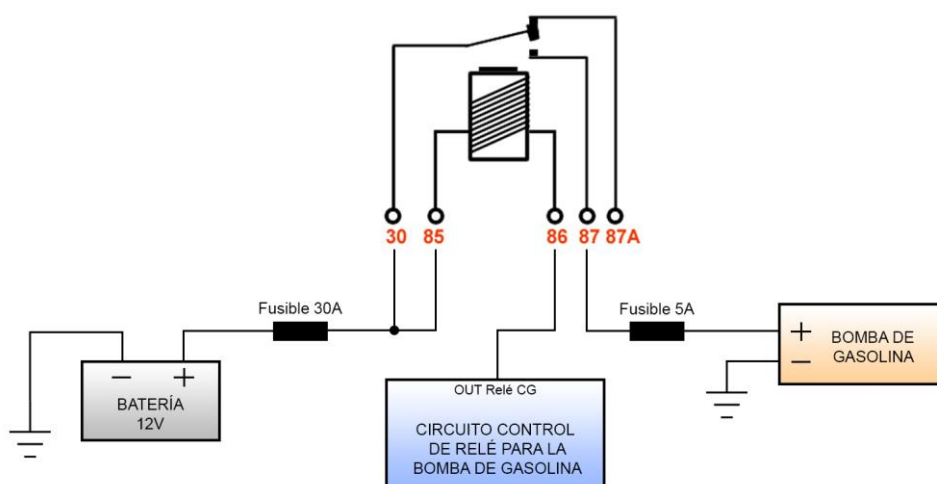 30
85
86
87
87A
Fusible 30A
Fusible 5A
+
−
BOMBA DE
GASOLINA
−
+
BATERÍA
12V
OUT Relé CG
CIRCUITO CONTROL
DE RELÉ PARA LA
BOMBA DE GASOLINA